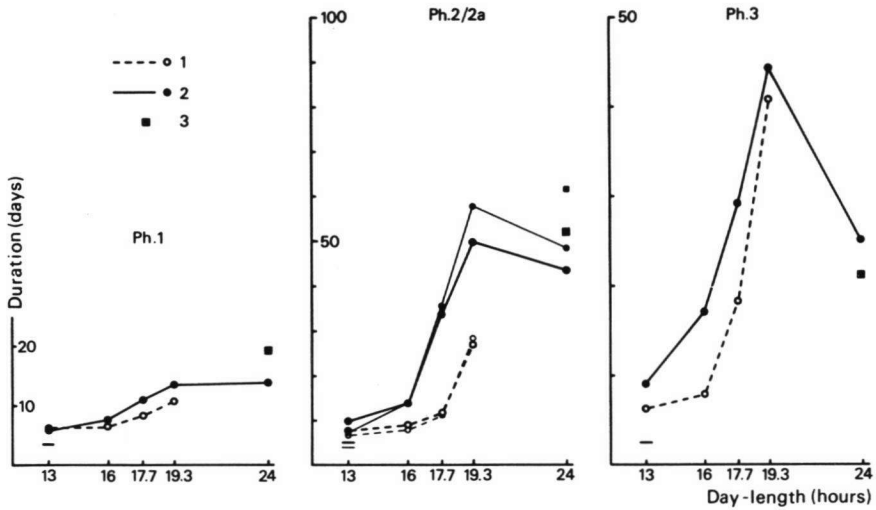 1
2
3
Duration (days)
Ph.1
20
10
13 16 17.7 19.3 24
Ph.2/2a
100
50
13 16 17.7 19.3 24
Ph.3
50
13 16 17.7 19.3 24
Day-length (hours)